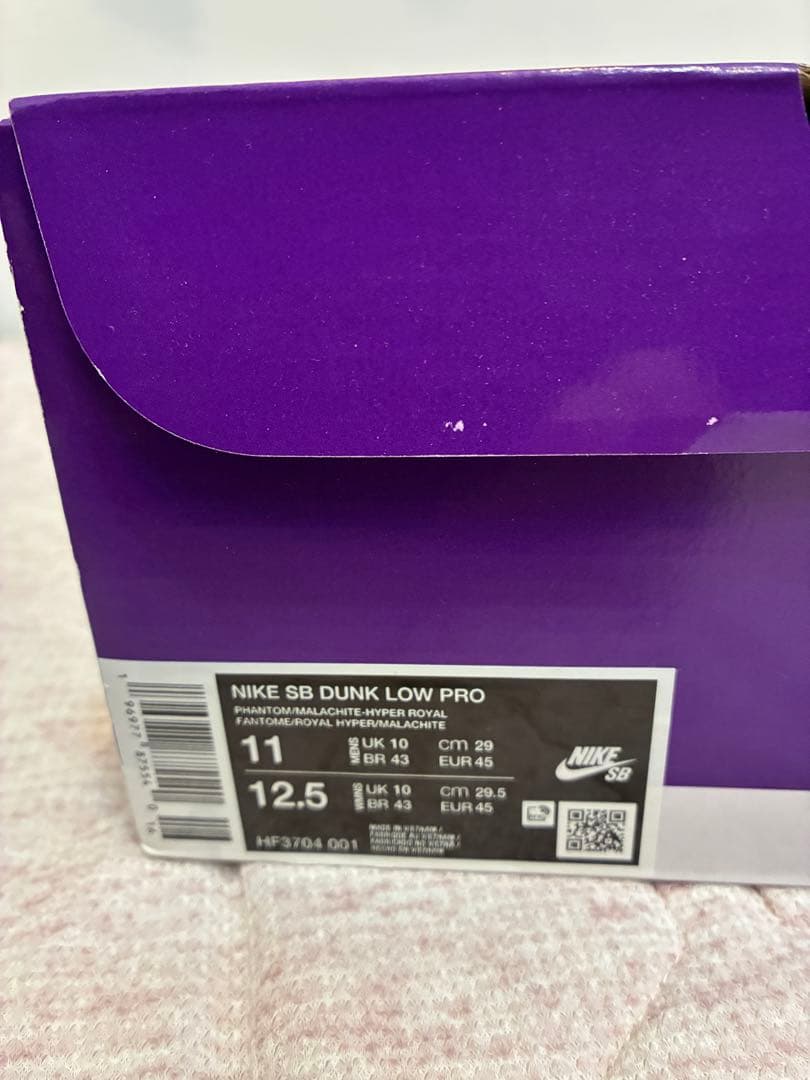 NIKE SB DUNK LOW PRO
PHANTOM/MALACHITE-HYPER ROYAL
FANTOME/ROYAL HYPER/MALACHITE
11 MENS UK 10 cm 29
BR 43 EUR 45
12.5 WMNS UK 10 cm 29.5
BR 43 EUR 45
HF3704 001
MADE IN VIETNAM /
NIKE
SB